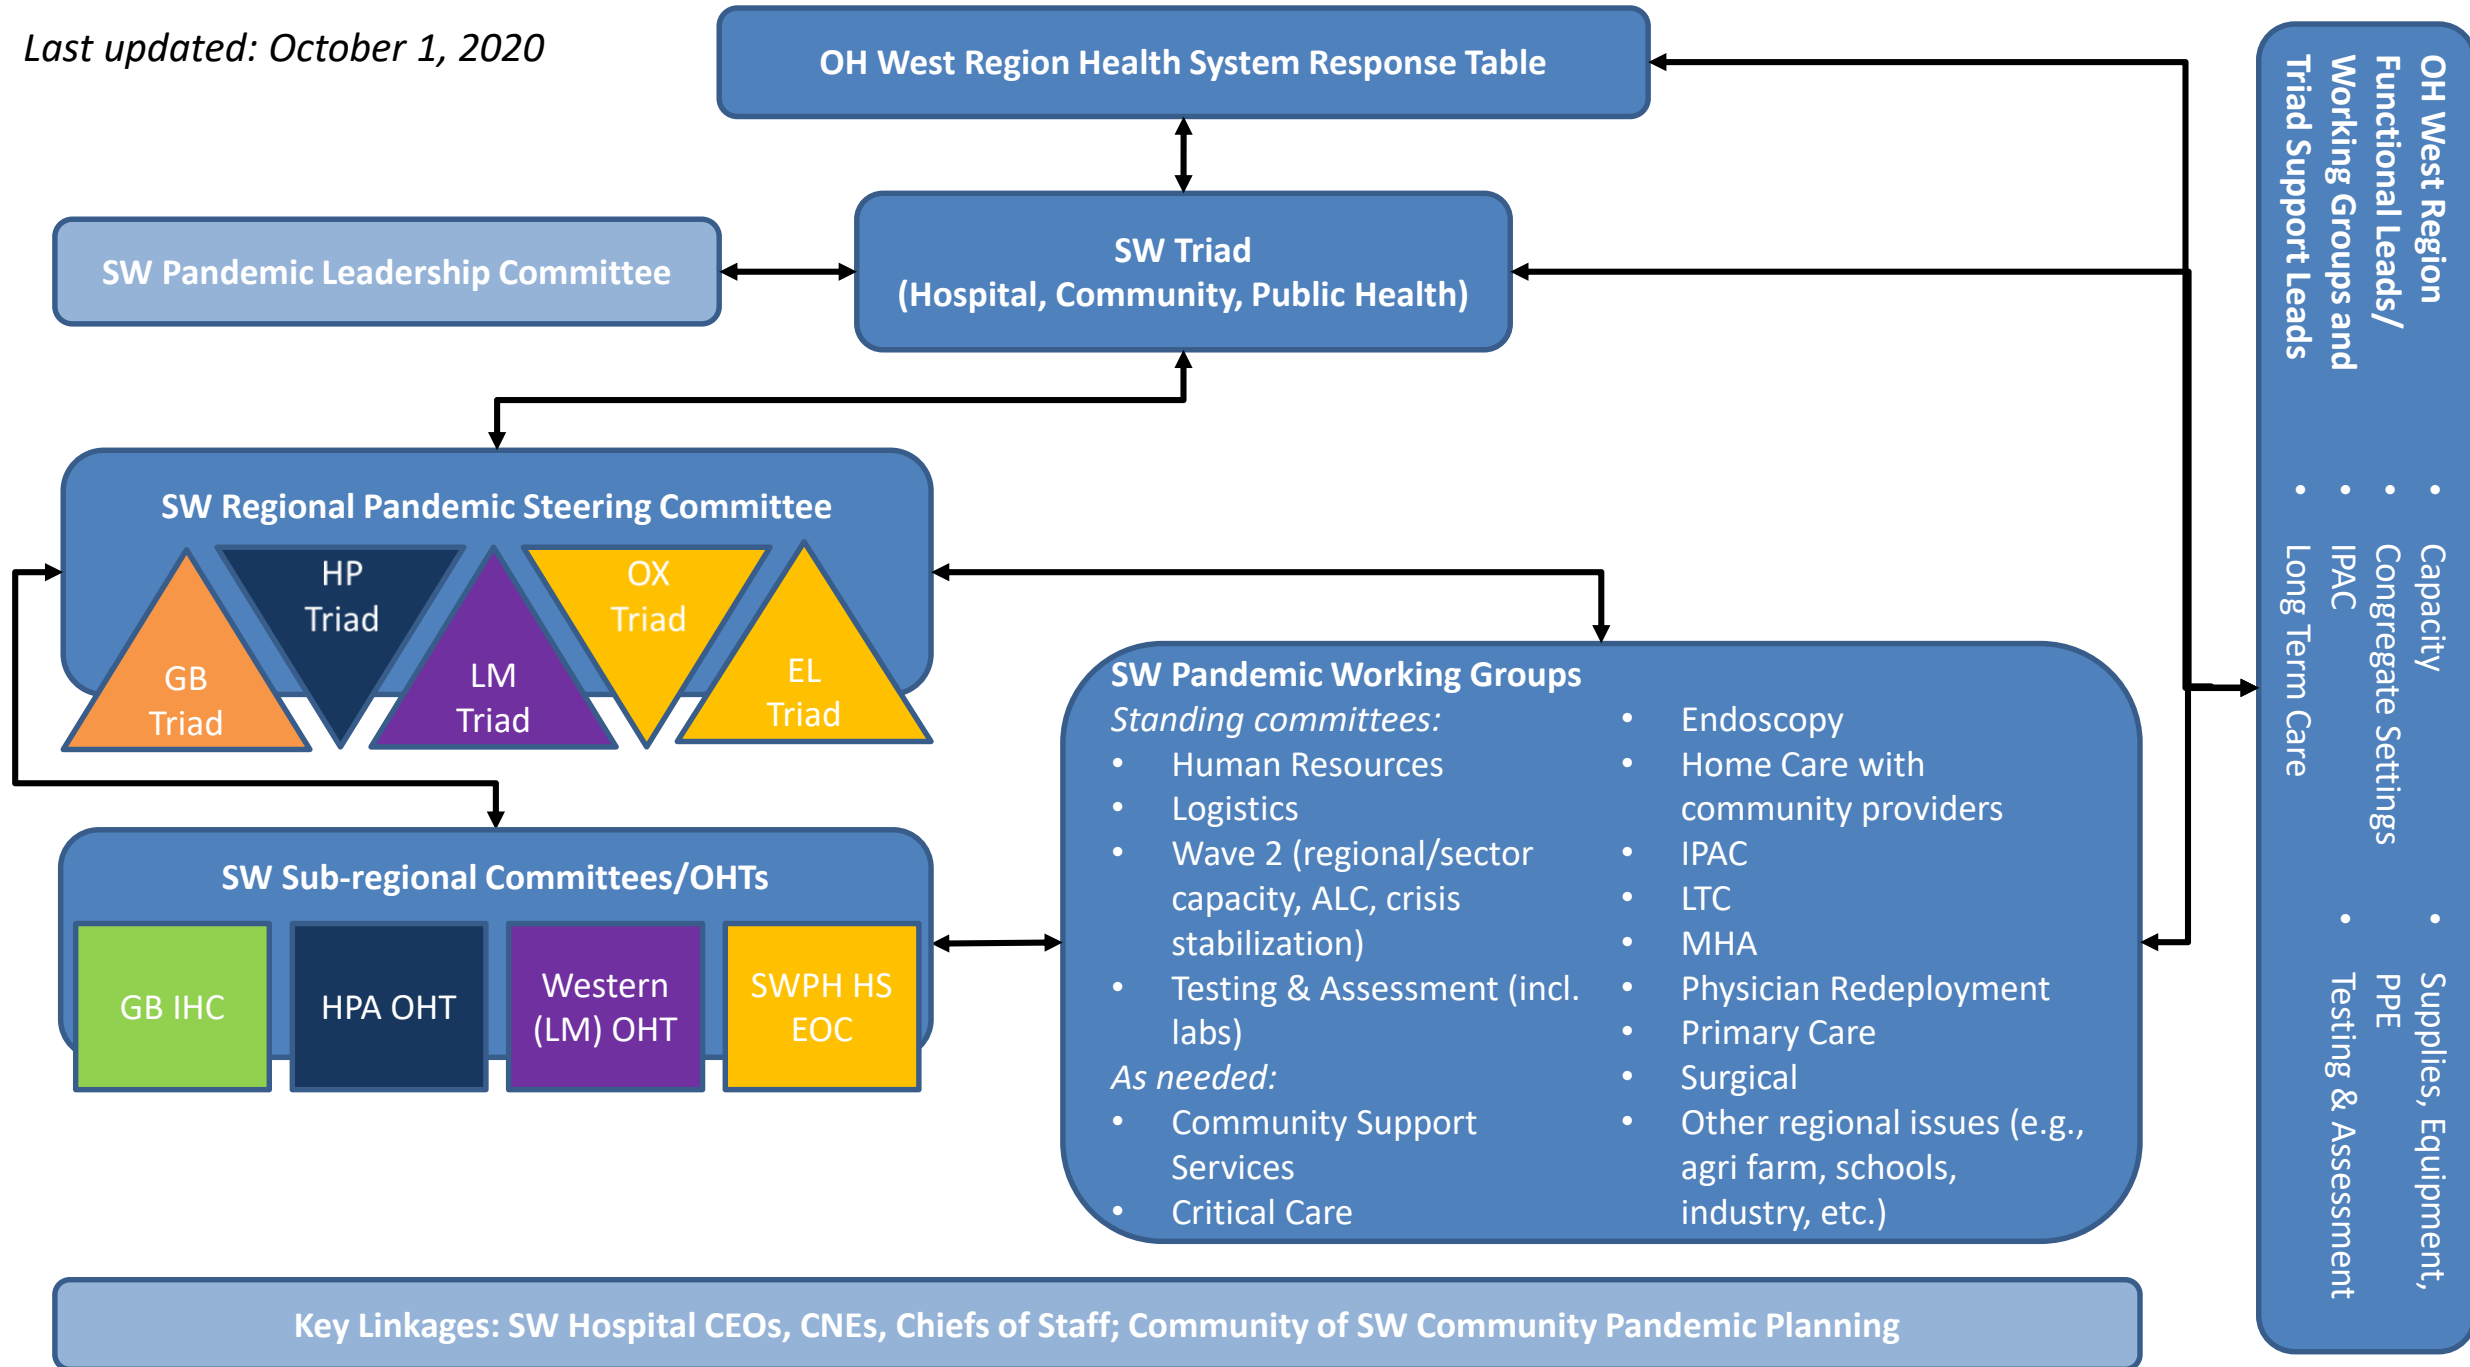 Last updated: October 1, 2020
OH West Region Health System Response Table
SW Pandemic Leadership Committee
SW Triad
(Hospital, Community, Public Health)
SW Regional Pandemic Steering Committee
GB
Triad
HP
Triad
LM
Triad
OX
Triad
EL
Triad
SW Sub-regional Committees/OHTs
GB IHC
HPA OHT
Western
(LM) OHT
SWPH HS
EOC
SW Pandemic Working Groups
Standing committees:
• Human Resources
• Logistics
• Wave 2 (regional/sector
capacity, ALC, crisis
stabilization)
• Testing & Assessment (incl.
labs)
As needed:
• Community Support
Services
• Critical Care
• Endoscopy
• Home Care with
community providers
• IPAC
• LTC
• MHA
• Physician Redeployment
• Primary Care
• Surgical
• Other regional issues (e.g.,
agri farm, schools,
industry, etc.)
OH West Region
Functional Leads/
Working Groups and
Triad Support Leads
• Capacity
• Congregate Settings
• IPAC
• Long Term Care
• Supplies, Equipment,
PPE
• Testing & Assessment
Key Linkages: SW Hospital CEOs, CNEs, Chiefs of Staff; Community of SW Community Pandemic Planning